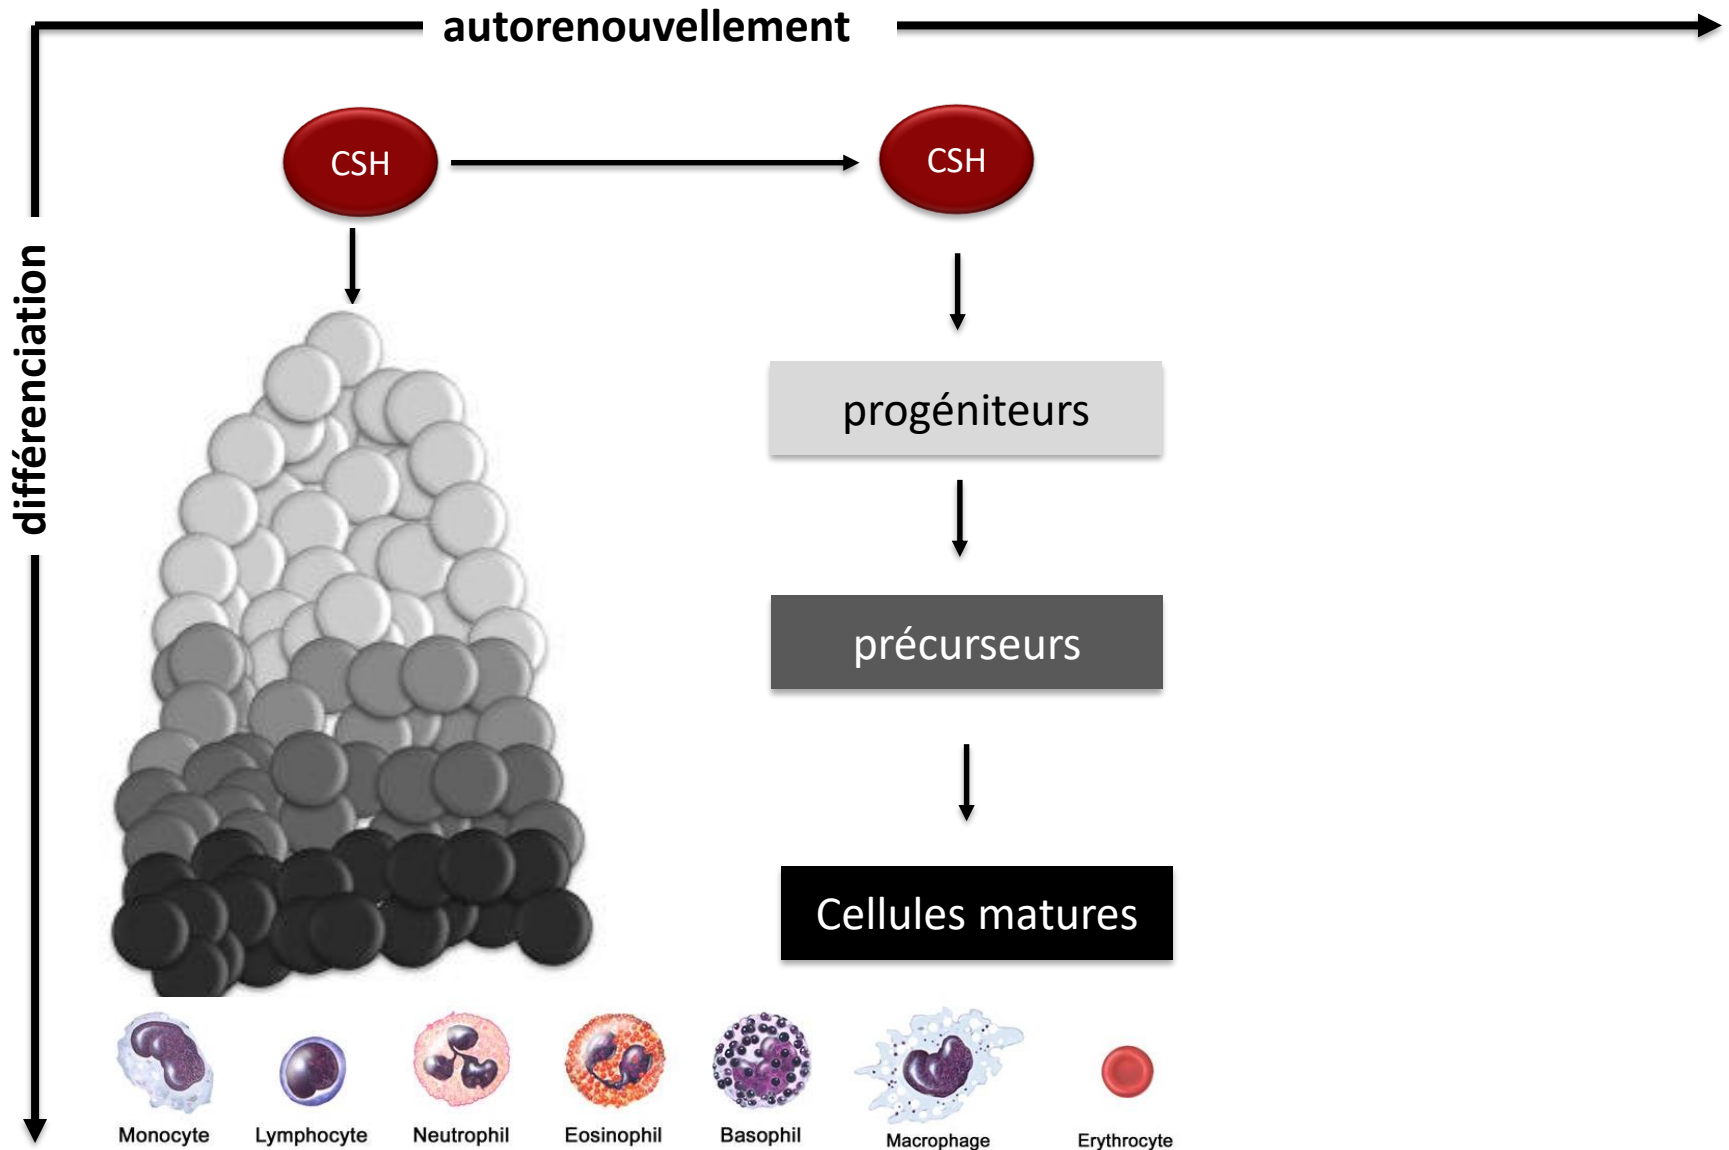 autorenouvellement
CSH
CSH
différenciation
progéniteurs
précurseurs
Cellules matures
Monocyte
Lymphocyte
Neutrophil
Eosinophil
Basophil
Macrophage
Erythrocyte